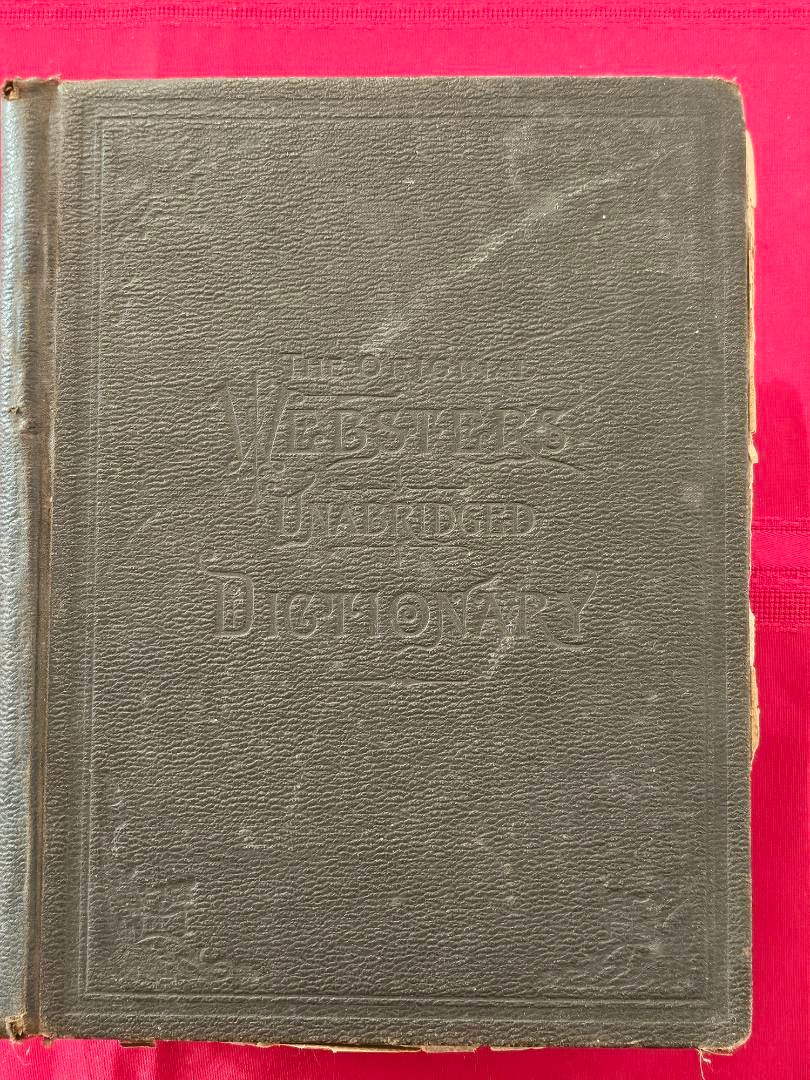 THE ORIGINAL
WEBSTER'S
UNABRIDGED
DICTIONARY